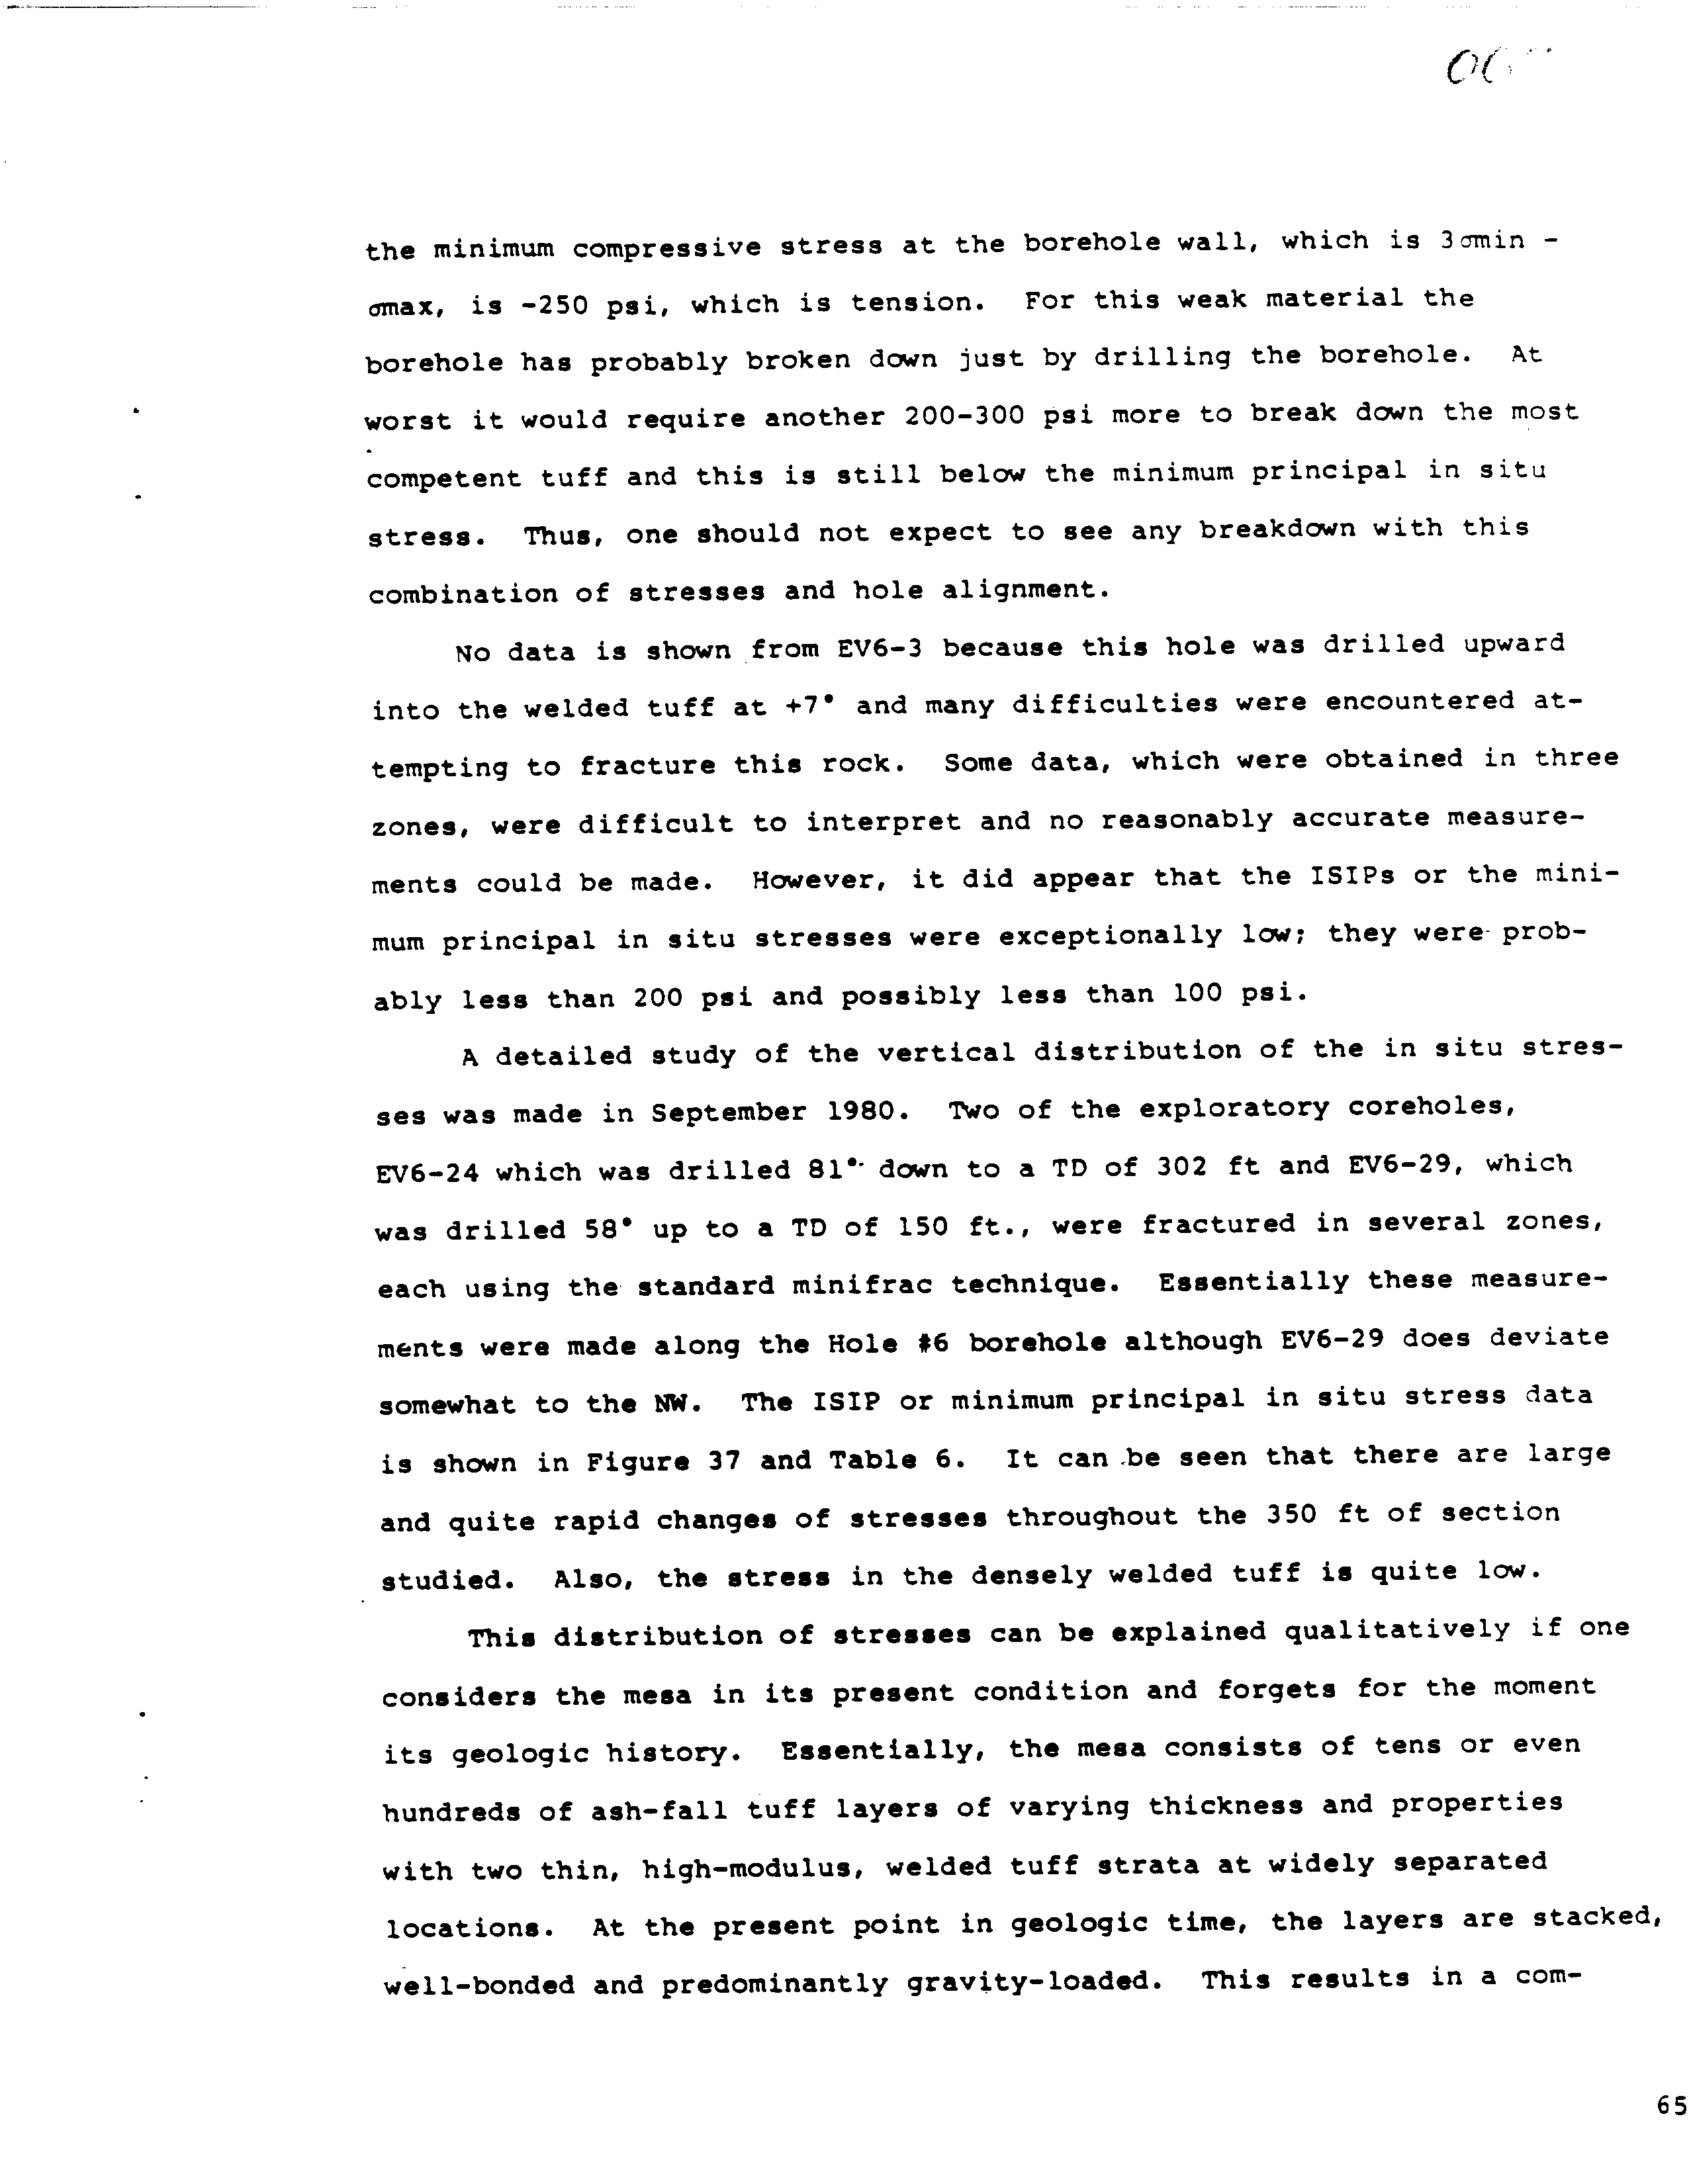 the minimum compressive stress at the borehole wall, which is 3σmin -
σmax, is -250 psi, which is tension. For this weak material the
borehole has probably broken down just by drilling the borehole. At
worst it would require another 200-300 psi more to break down the most
competent tuff and this is still below the minimum principal in situ
stress. Thus, one should not expect to see any breakdown with this
combination of stresses and hole alignment.
No data is shown from EV6-3 because this hole was drilled upward
into the welded tuff at +7° and many difficulties were encountered at-
tempting to fracture this rock. Some data, which were obtained in three
zones, were difficult to interpret and no reasonably accurate measure-
ments could be made. However, it did appear that the ISIPs or the mini-
mum principal in situ stresses were exceptionally low; they were prob-
ably less than 200 psi and possibly less than 100 psi.
A detailed study of the vertical distribution of the in situ stres-
ses was made in September 1980. Two of the exploratory coreholes,
EV6-24 which was drilled 81° down to a TD of 302 ft and EV6-29, which
was drilled 58° up to a TD of 150 ft., were fractured in several zones,
each using the standard minifrac technique. Essentially these measure-
ments were made along the Hole #6 borehole although EV6-29 does deviate
somewhat to the NW. The ISIP or minimum principal in situ stress data
is shown in Figure 37 and Table 6. It can be seen that there are large
and quite rapid changes of stresses throughout the 350 ft of section
studied. Also, the stress in the densely welded tuff is quite low.
This distribution of stresses can be explained qualitatively if one
considers the mesa in its present condition and forgets for the moment
its geologic history. Essentially, the mesa consists of tens or even
hundreds of ash-fall tuff layers of varying thickness and properties
with two thin, high-modulus, welded tuff strata at widely separated
locations. At the present point in geologic time, the layers are stacked,
well-bonded and predominantly gravity-loaded. This results in a com-
65